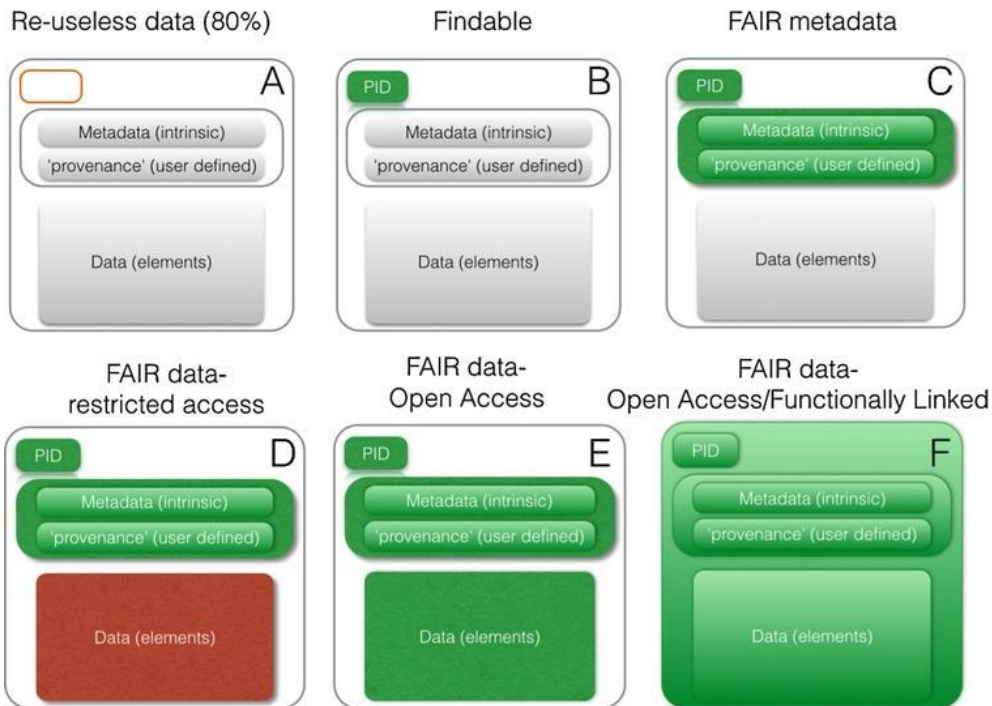 Re-useless data (80%)
Findable
FAIR metadata
A
Metadata (intrinsic)
'provenance' (user defined)
Data (elements)
PID
B
Metadata (intrinsic)
'provenance' (user defined)
Data (elements)
PID
C
Metadata (intrinsic)
'provenance' (user defined)
Data (elements)
FAIR data-
restricted access
FAIR data-
Open Access
FAIR data-
Open Access/Functionally Linked
PID
D
Metadata (intrinsic)
'provenance' (user defined)
Data (elements)
PID
E
Metadata (intrinsic)
'provenance' (user defined)
Data (elements)
PID
F
Metadata (intrinsic)
'provenance' (user defined)
Data (elements)